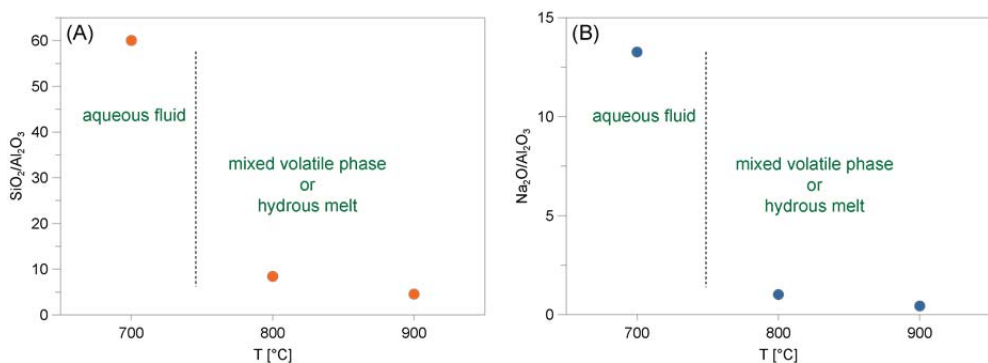 (A)
SiO₂/Al₂O₃
60
50
40
30
20
10
0
aqueous fluid
mixed volatile phase
or
hydrous melt
700
800
900
T [°C]
(B)
Na₂O/Al₂O₃
15
10
5
0
aqueous fluid
mixed volatile phase
or
hydrous melt
700
800
900
T [°C]